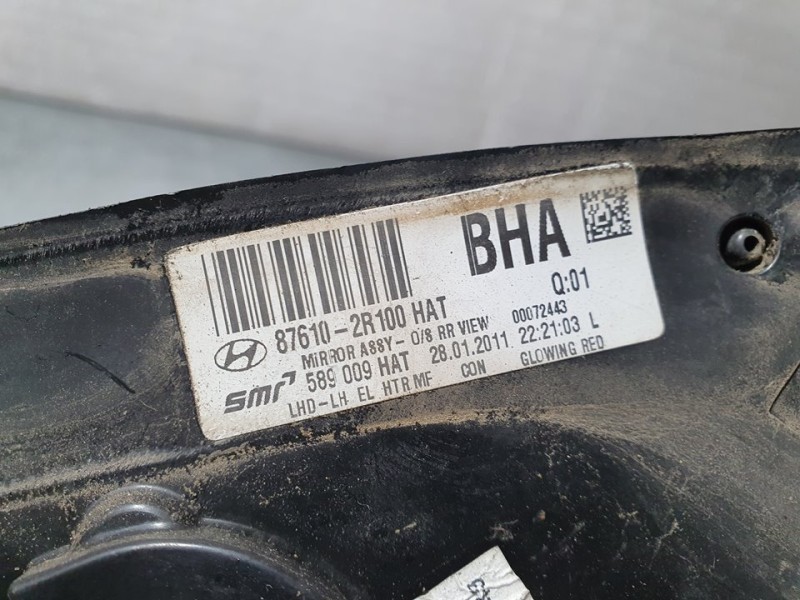 BHA
Q:01
87610-2R100 HAT
MIRROR ASSY- O/S RR VIEW 00072443
smr 589 009 HAT 28.01.2011 22:21:03 L
LHD-LH EL HTR MF CON GLOWING RED